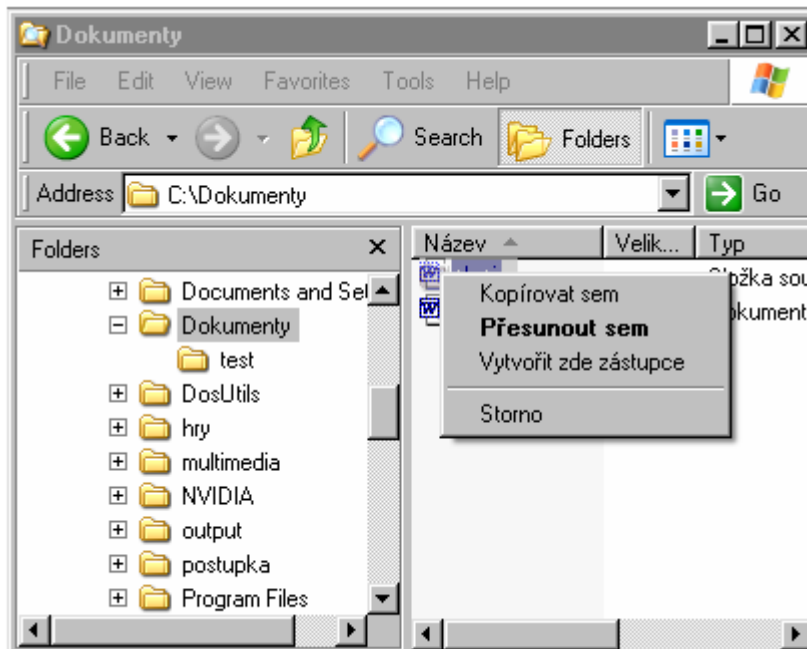 Dokumenty
File Edit View Favorites Tools Help
Back Search Folders
Address C:\Dokumenty Go
Folders
Documents and Set
Dokumenty
test
DosUtils
hry
multimedia
NVIDIA
output
postupka
Program Files
Název Velik... Typ
Kopírovat sem
Přesunout sem
Vytvořit zde zástupce
Storno